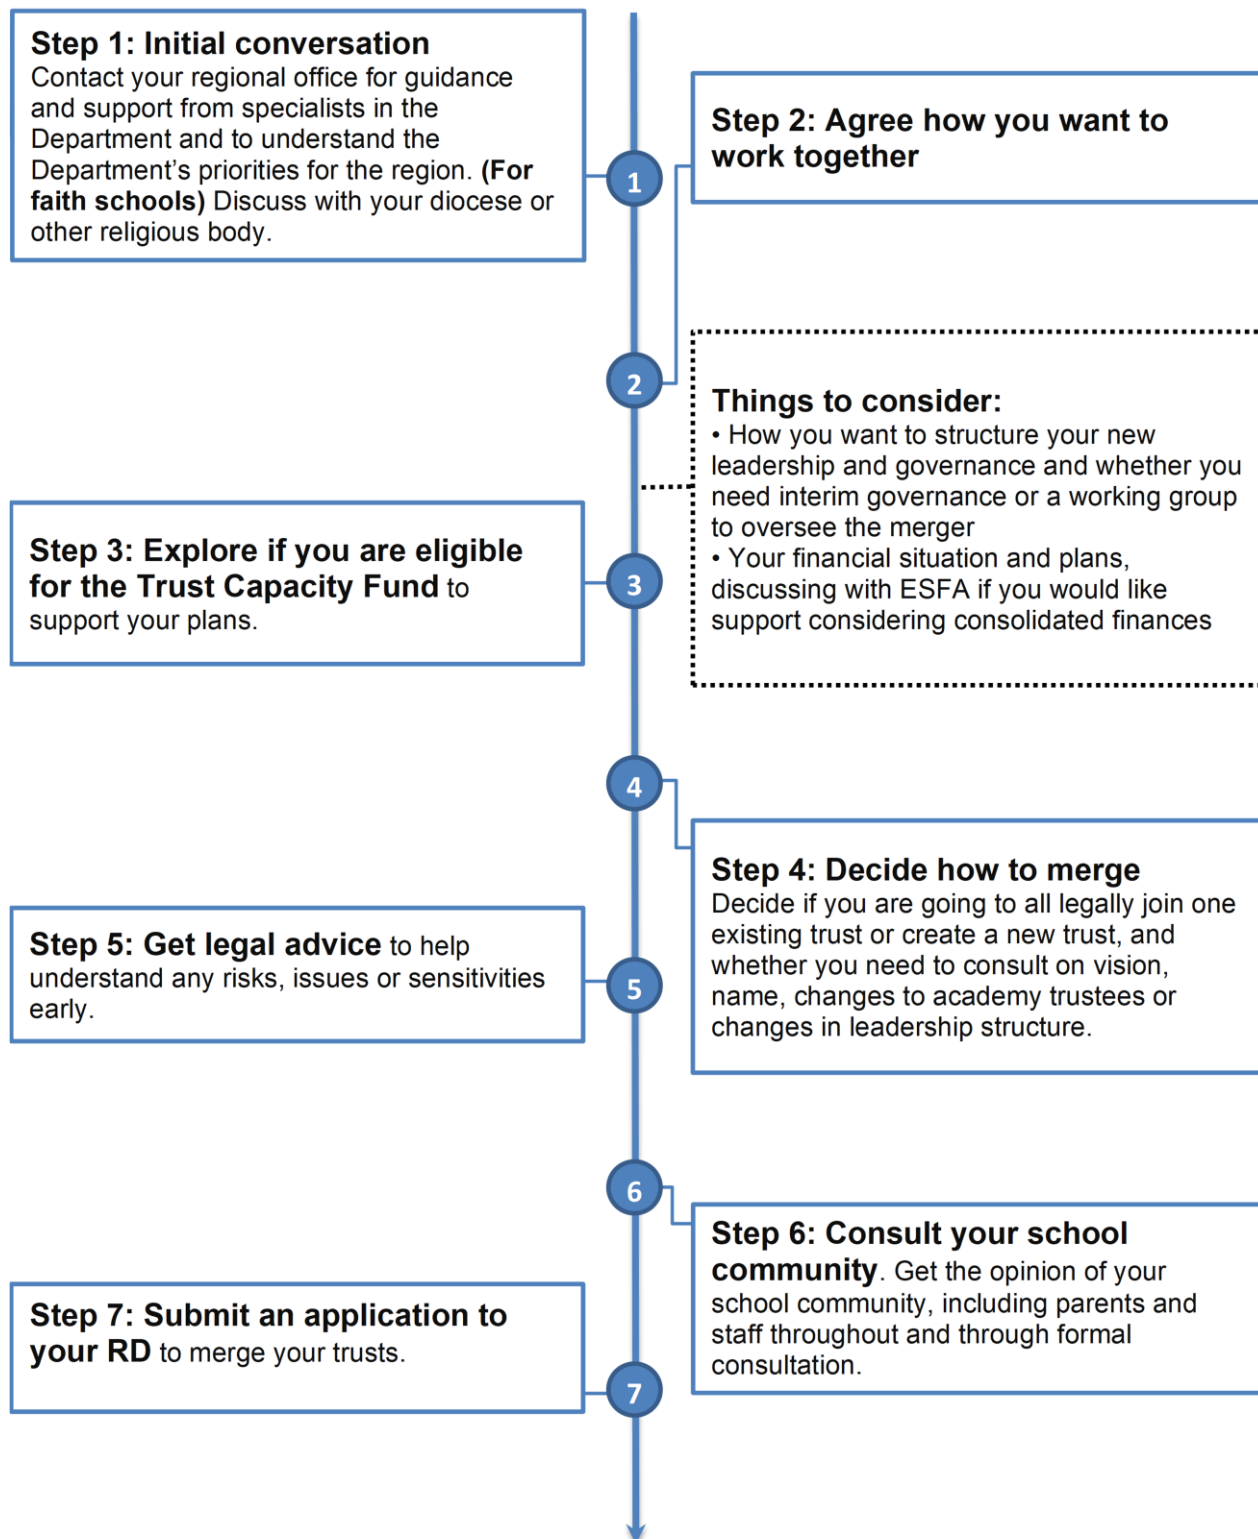 Step 1: Initial conversation
Contact your regional office for guidance
and support from specialists in the
Department and to understand the
Department’s priorities for the region. (For
faith schools) Discuss with your diocese or
other religious body.
1
Step 2: Agree how you want to
work together
2
Things to consider:
• How you want to structure your new
leadership and governance and whether you
need interim governance or a working group
to oversee the merger
• Your financial situation and plans,
discussing with ESFA if you would like
support considering consolidated finances
Step 3: Explore if you are eligible
for the Trust Capacity Fund to
support your plans.
3
4
Step 4: Decide how to merge
Decide if you are going to all legally join one
existing trust or create a new trust, and
whether you need to consult on vision,
name, changes to academy trustees or
changes in leadership structure.
Step 5: Get legal advice to help
understand any risks, issues or sensitivities
early.
5
6
Step 6: Consult your school
community. Get the opinion of your
school community, including parents and
staff throughout and through formal
consultation.
Step 7: Submit an application to
your RD to merge your trusts.
7